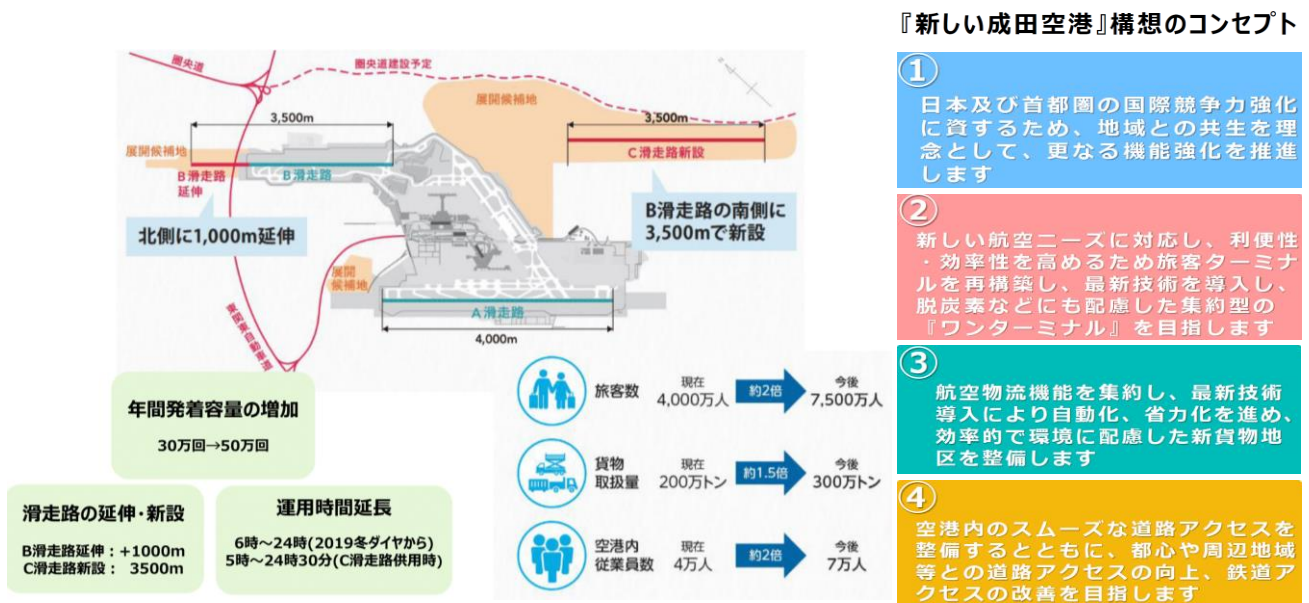 『新しい成田空港』構想のコンセプト
圏央道
圏央道建設予定
展開候補地
3,500m
3,500m
展開候補地
C滑走路新設
B滑走路
延伸
B滑走路
北側に1,000m延伸
B滑走路の南側に
3,500mで新設
展開
候補地
東関東自動車道
A滑走路
4,000m
年間発着容量の増加
30万回→50万回
滑走路の延伸・新設
B滑走路延伸:+1000m
C滑走路新設: 3500m
運用時間延長
6時~24時(2019冬ダイヤから)
5時~24時30分(C滑走路供用時)
旅客数
現在
4,000万人
約2倍
今後
7,500万人
貨物
取扱量
現在
200万トン
約1.5倍
今後
300万トン
空港内
従業員数
現在
4万人
約2倍
今後
7万人
①
日本及び首都圏の国際競争力強化
に資するため、地域との共生を理
念として、更なる機能強化を推進
します
②
新しい航空ニーズに対応し、利便性
・効率性を高めるため旅客ターミナ
ルを再構築し、最新技術を導入し、
脱炭素などにも配慮した集約型の
『ワンターミナル』を目指します
③
航空物流機能を集約し、最新技術
導入により自動化、省力化を進め、
効率的で環境に配慮した新貨物地
区を整備します
④
空港内のスムーズな道路アクセスを
整備するとともに、都心や周辺地域
等との道路アクセスの向上、鉄道ア
クセスの改善を目指します